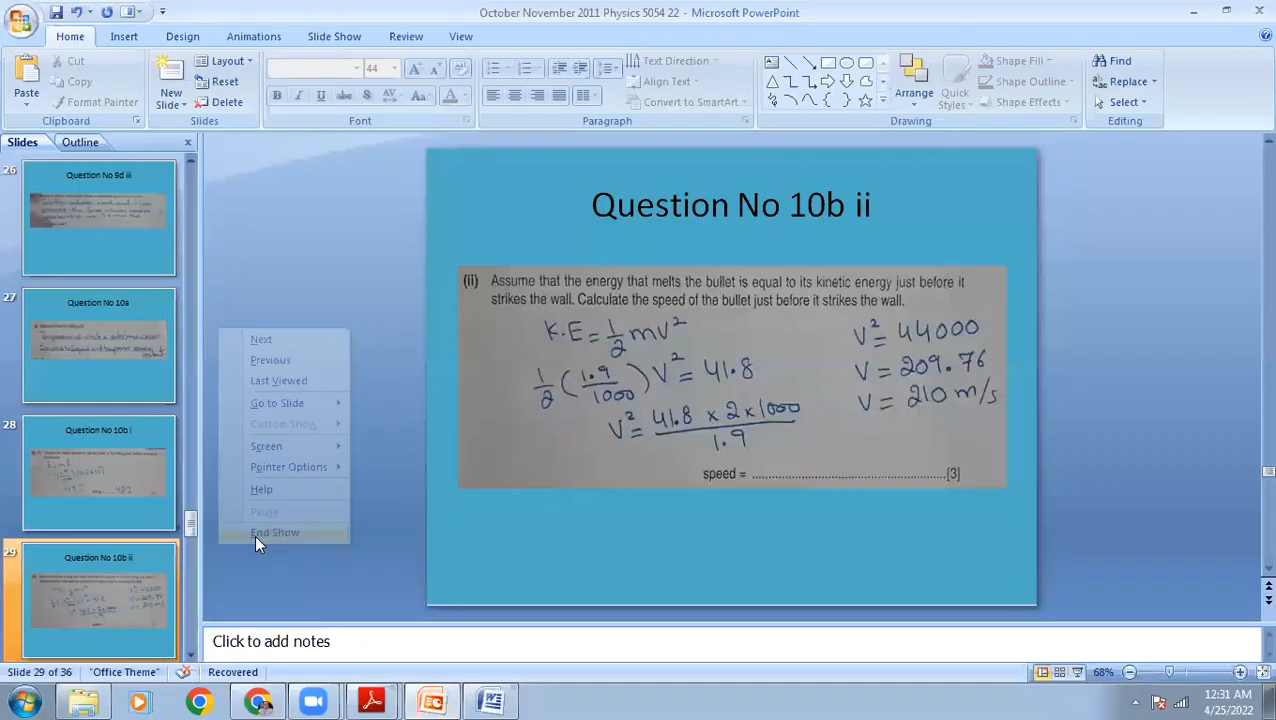 October November 2011 Physics 5054 22 - Microsoft PowerPoint
Home Insert Design Animations Slide Show Review View
Cut
Copy
Format Painter
Paste
Clipboard
New
Slide
Layout
Reset
Delete
Slides
44
Font
Text Direction
Align Text
Convert to SmartArt
Paragraph
Arrange
Quick
Styles
Shape Fill
Shape Outline
Shape Effects
Drawing
Find
Replace
Select
Editing
Slides Outline
26
Question No 9d iii
27
Question No 10a
28
Question No 10b i
29
Question No 10b ii
Next
Previous
Last Viewed
Go to Slide
Custom Show
Screen
Pointer Options
Help
Pause
End Show
Question No 10b ii
(ii) Assume that the energy that melts the bullet is equal to its kinetic energy just before it
strikes the wall. Calculate the speed of the bullet just before it strikes the wall.
K.E = 1/2 mv²
1/2 (1.9/1000) v² = 41.8
v² = 41.8 x 2 x 1000 / 1.9
v² = 44000
v = 209.76
v = 210 m/s
speed = ..........................................................[3]
Click to add notes
Slide 29 of 36 "Office Theme" Recovered 68%
12:31 AM
4/25/2022